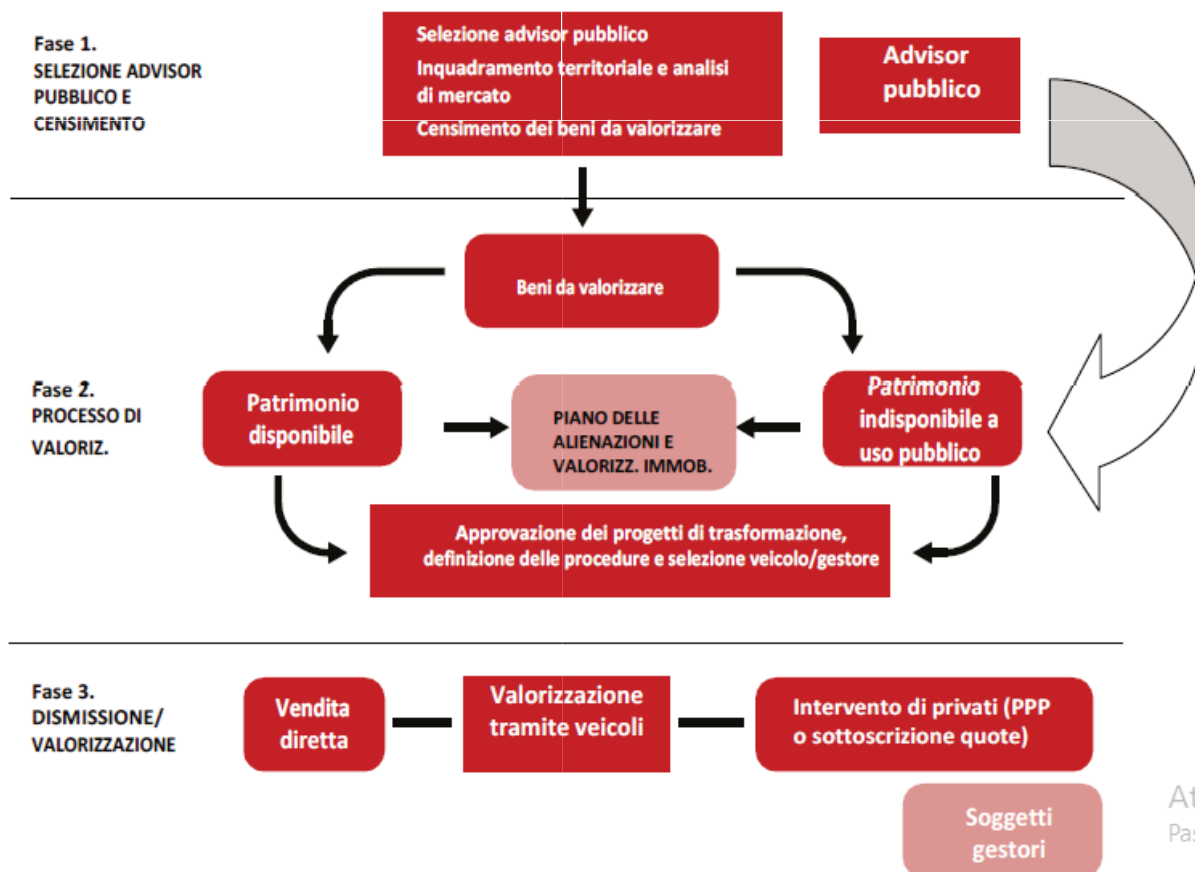 Fase 1.
SELEZIONE ADVISOR
PUBBLICO E
CENSIMENTO
Selezione advisor pubblico
Inquadramento territoriale e analisi
di mercato
Censimento dei beni da valorizzare
Advisor
pubblico
Beni da valorizzare
Fase 2.
PROCESSO DI
VALORIZ.
Patrimonio
disponibile
PIANO DELLE
ALIENAZIONI E
VALORIZZ. IMMOB.
Patrimonio
indisponibile a
uso pubblico
Approvazione dei progetti di trasformazione,
definizione delle procedure e selezione veicolo/gestore
Fase 3.
DISMISSIONE/
VALORIZZAZIONE
Vendita
diretta
Valorizzazione
tramite veicoli
Intervento di privati (PPP
o sottoscrizione quote)
Soggetti
gestori